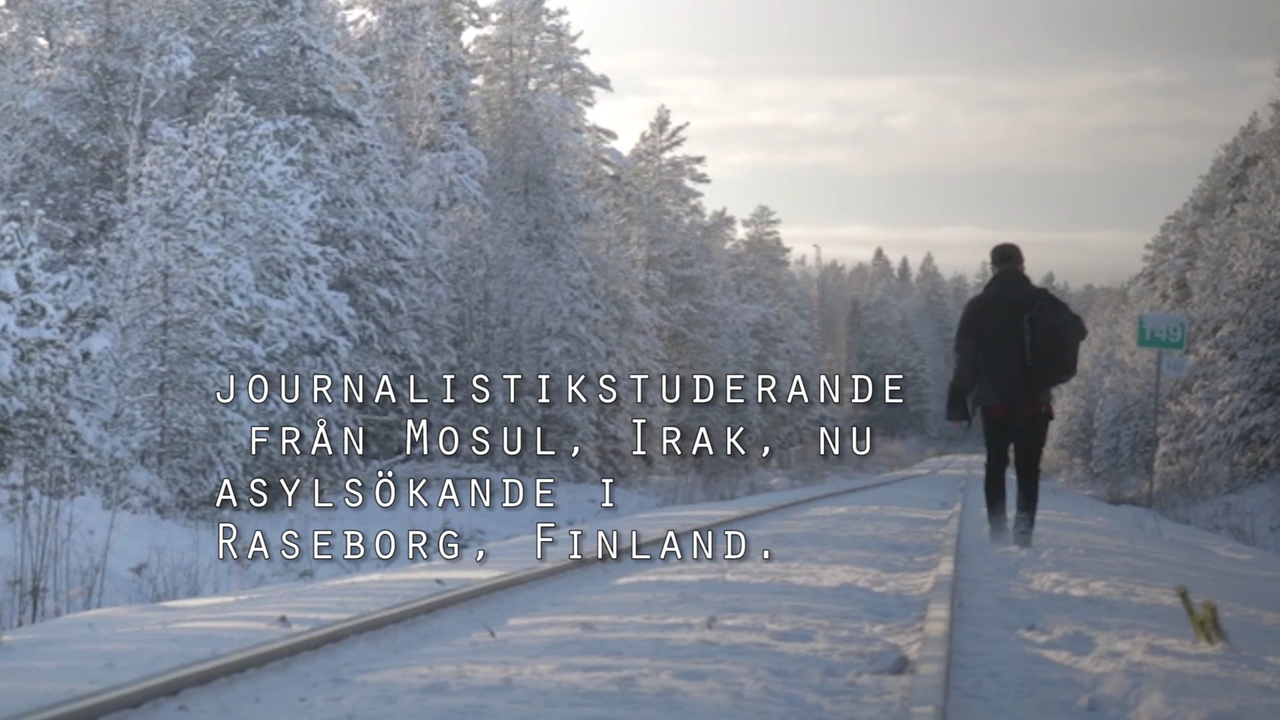 JOURNALISTIKSTUDERANDE
FRÅN MOSUL, IRAK, NU
ASYLSÖKANDE I
RASEBORG, FINLAND.
149